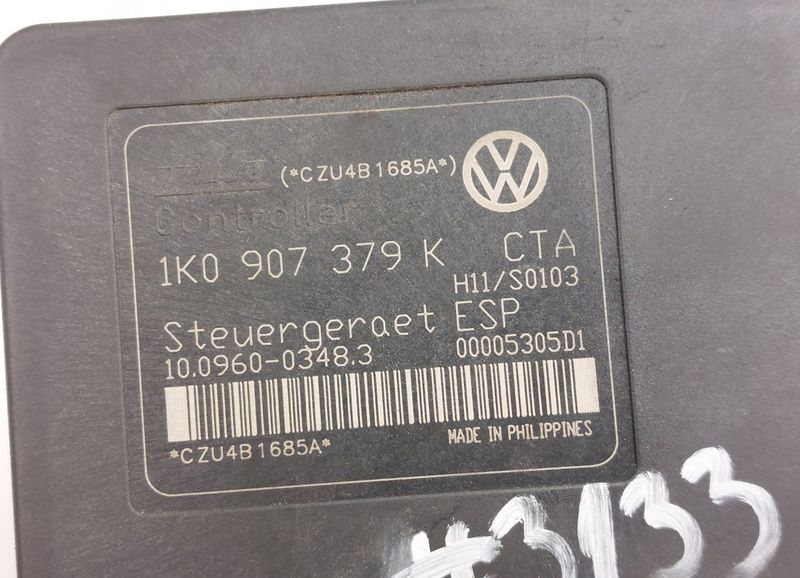 (*CZU4B1685A*)
Controller
1K0 907 379 K CTA
H11/S0103
Steuergeraet ESP
10.0960-0348.3 00005305D1
*CZU4B1685A*
MADE IN PHILIPPINES
#3133